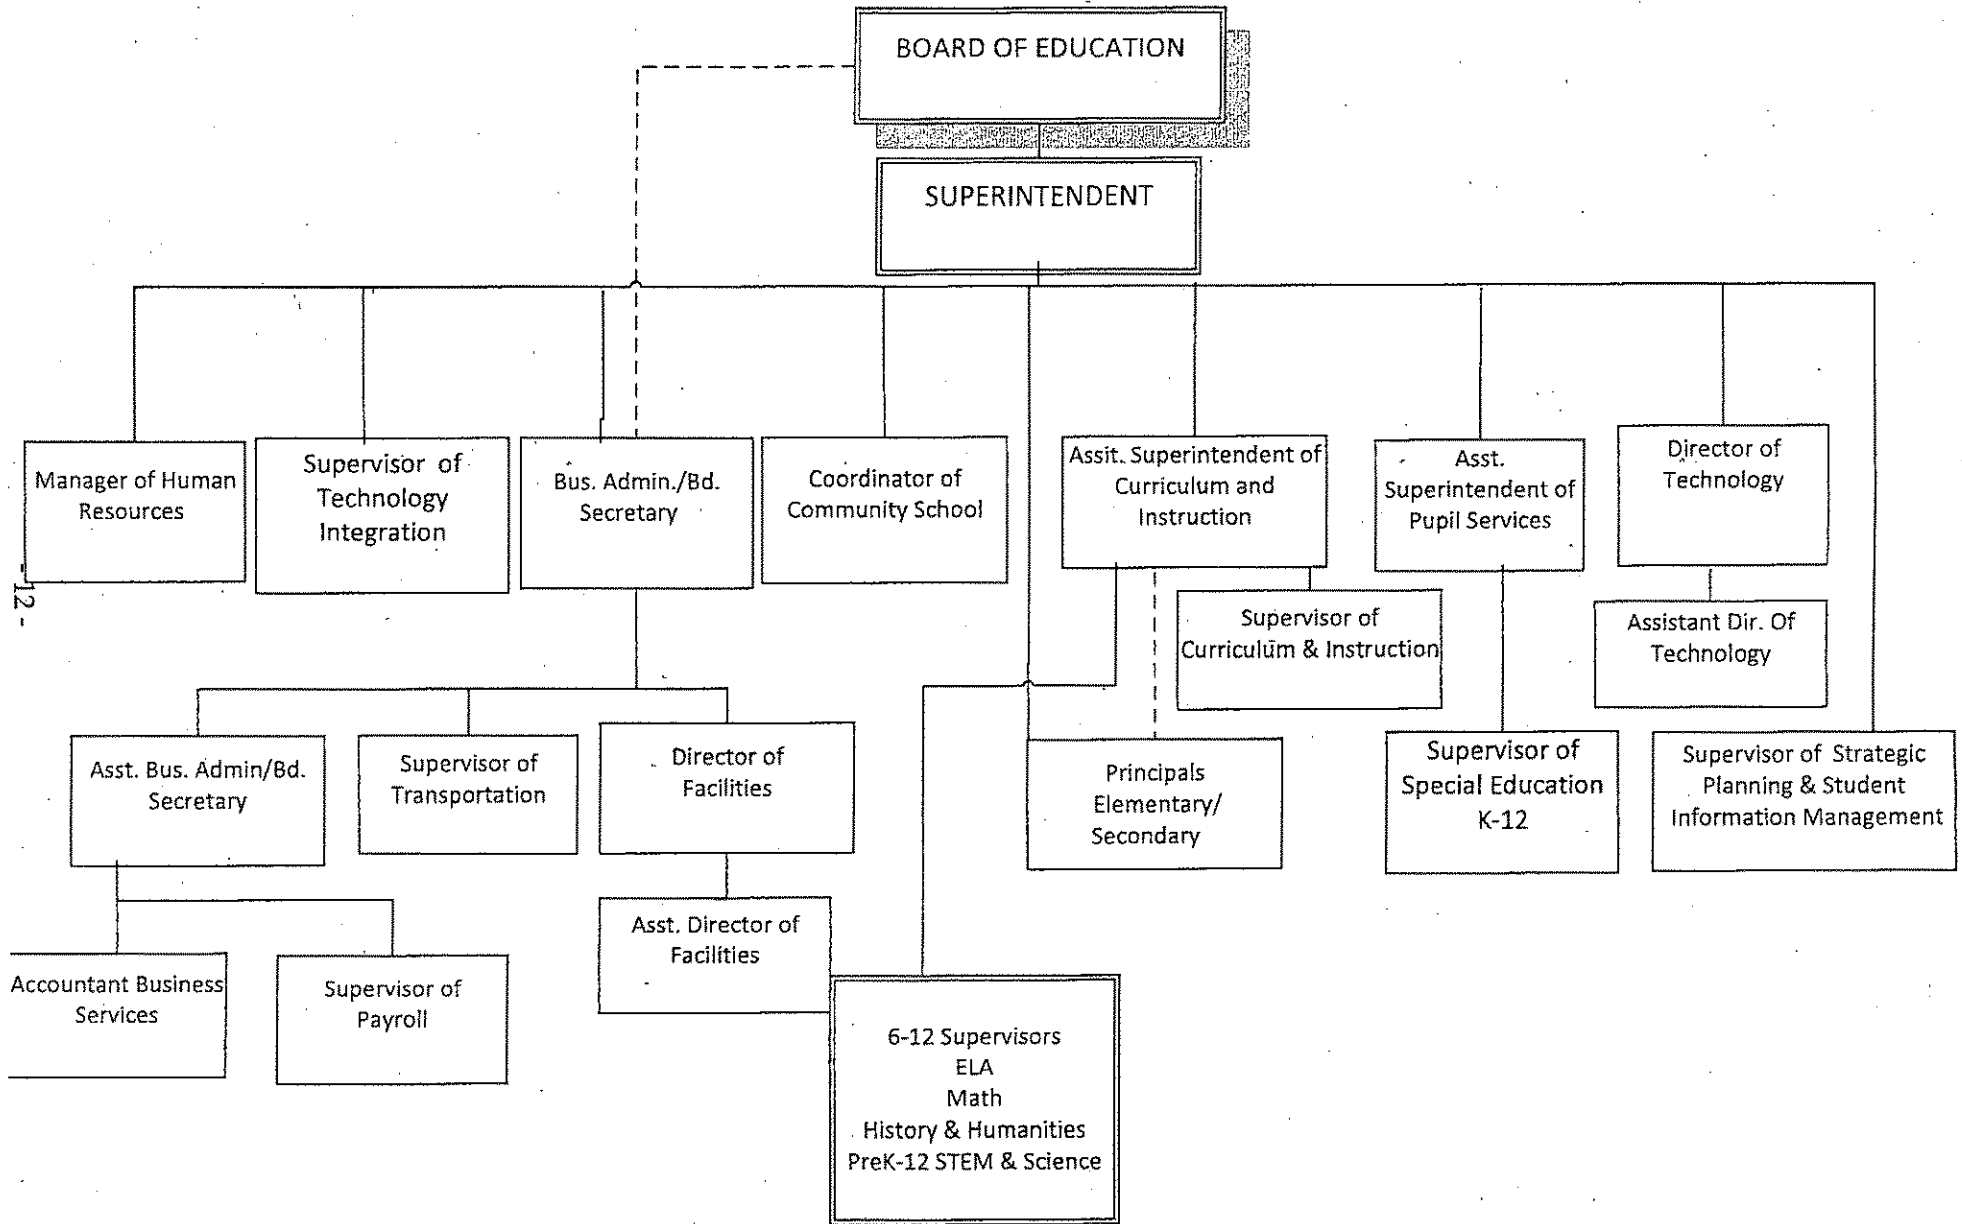 BOARD OF EDUCATION
SUPERINTENDENT
Manager of Human
Resources
Supervisor of
Technology
Integration
Bus. Admin./Bd.
Secretary
Coordinator of
Community School
Assit. Superintendent of
Curriculum and
Instruction
Asst.
Superintendent of
Pupil Services
Director of
Technology
Supervisor of
Curriculum & Instruction
Assistant Dir. Of
Technology
- 12 -
Asst. Bus. Admin/Bd.
Secretary
Supervisor of
Transportation
Director of
Facilities
Principals
Elementary/
Secondary
Supervisor of
Special Education
K-12
Supervisor of Strategic
Planning & Student
Information Management
Accountant Business
Services
Supervisor of
Payroll
Asst. Director of
Facilities
6-12 Supervisors
ELA
Math
History & Humanities
PreK-12 STEM & Science